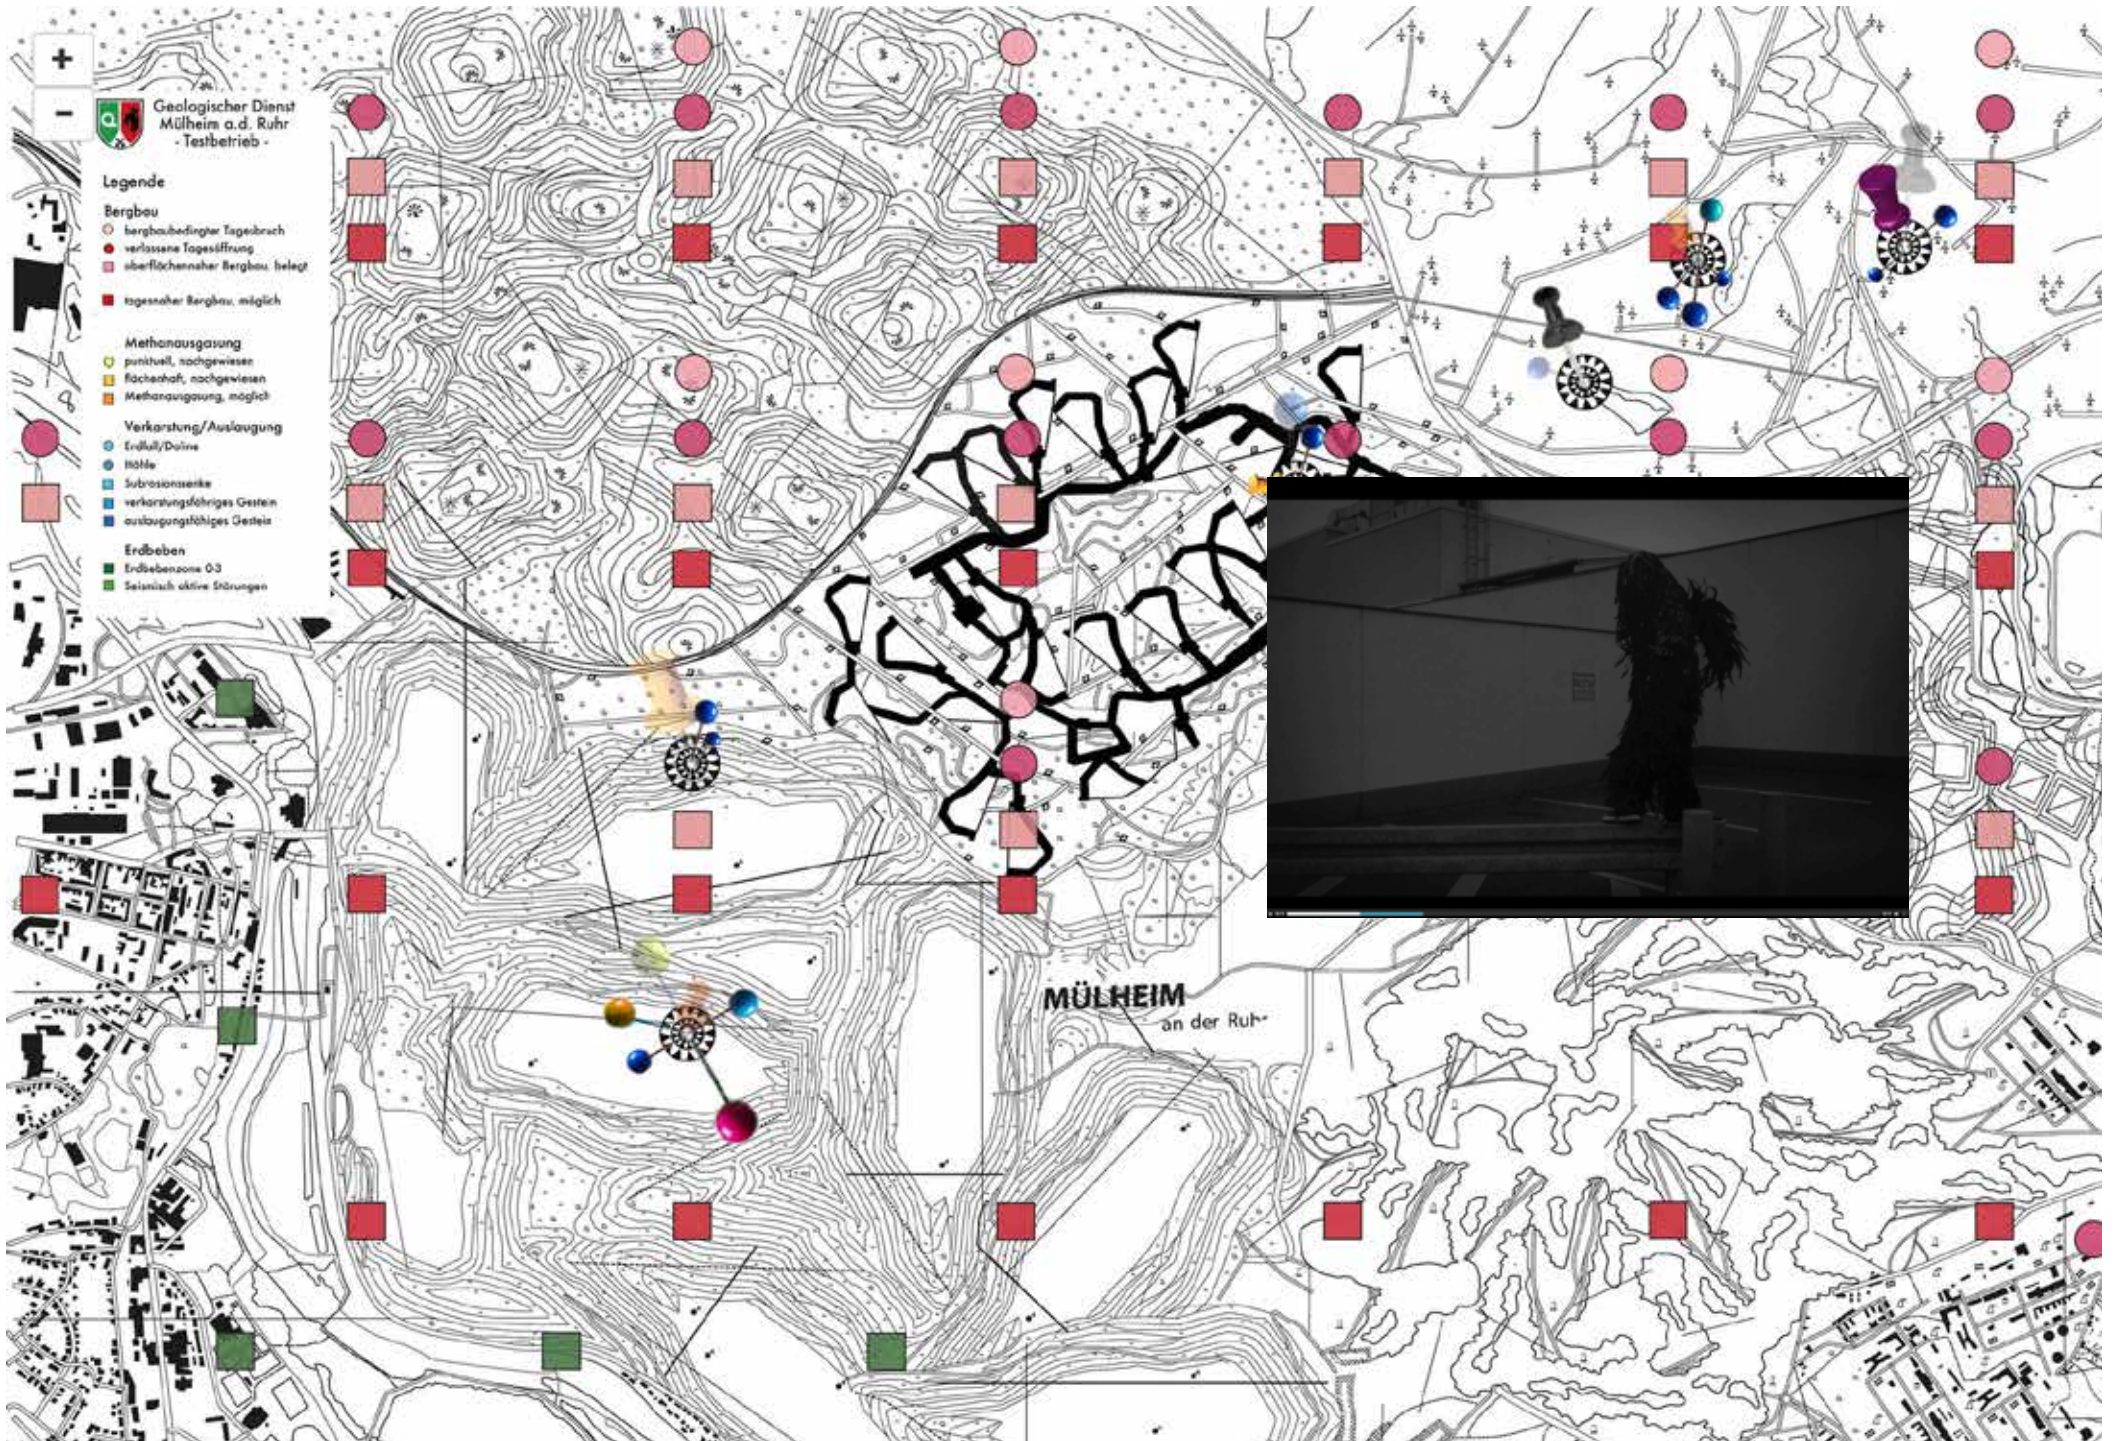 +
−
Geologischer Dienst
Mülheim a.d. Ruhr
- Testbetrieb -
Legende
Bergbau
bergbaubedingter Tagesbruch
verlassene Tagesöffnung
oberflächennaher Bergbau, belegt
tagesnaher Bergbau, möglich
Methanausgasung
punktuell, nachgewiesen
flächenhaft, nachgewiesen
Methanausgasung, möglich
Verkarstung/Auslaugung
Erdfall/Doline
Höhle
Subrosionssenke
verkarstungsfähriges Gestein
auslaugungsfähiges Gestein
Erdbeben
Erdbebenzone 0-3
Seismisch aktive Störungen
MÜLHEIM
an der Ruhr